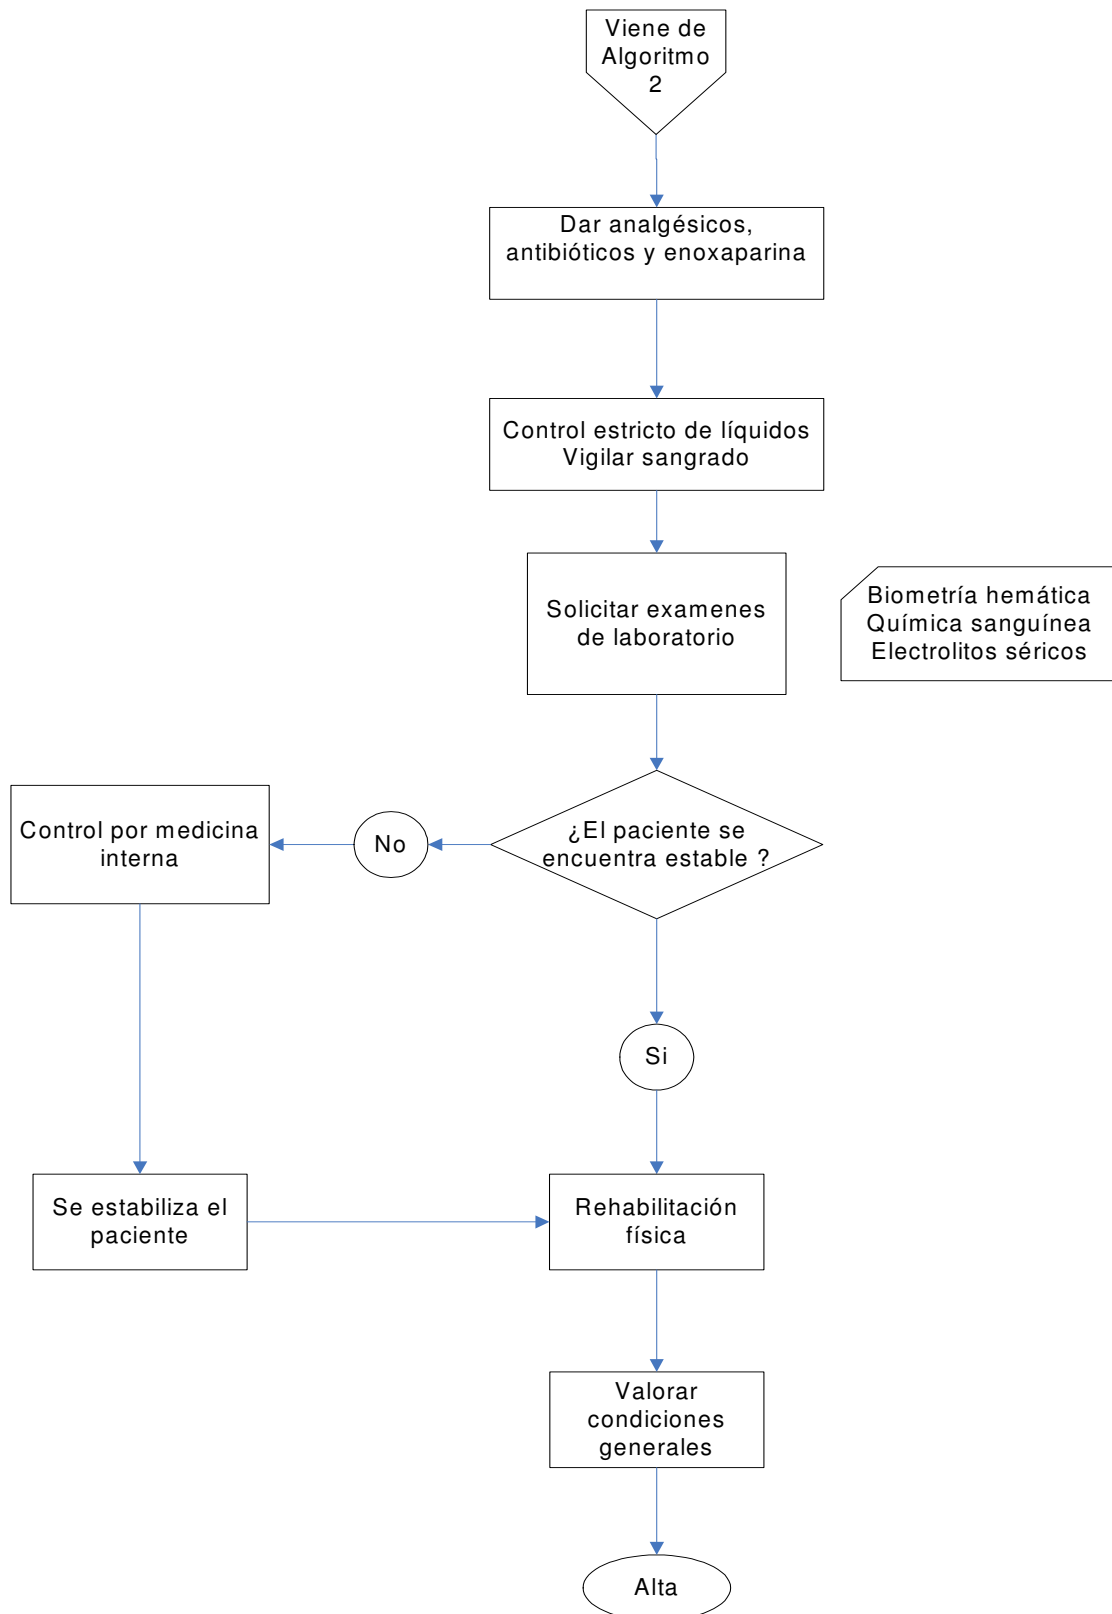 Viene de
Algoritmo
2
Dar analgésicos,
antibióticos y enoxaparina
Control estricto de líquidos
Vigilar sangrado
Solicitar examenes
de laboratorio
Biometría hemática
Química sanguínea
Electrolitos séricos
¿El paciente se
encuentra estable ?
No
Control por medicina
interna
Si
Se estabiliza el
paciente
Rehabilitación
física
Valorar
condiciones
generales
Alta